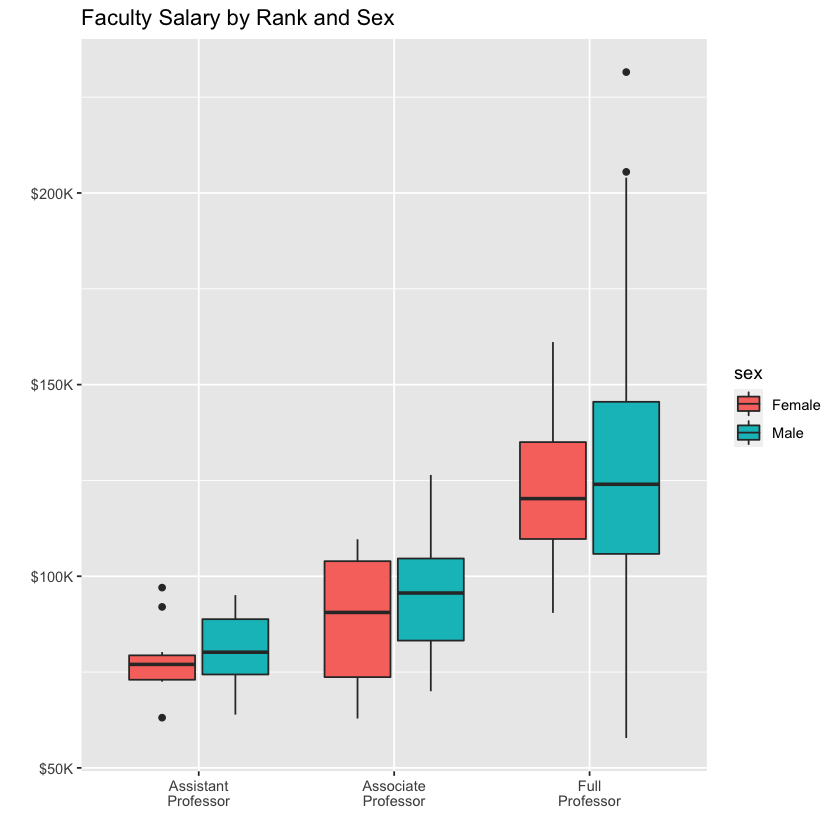 Faculty Salary by Rank and Sex
$200K
$150K
$100K
$50K
Assistant
Professor
Associate
Professor
Full
Professor
sex
Female
Male